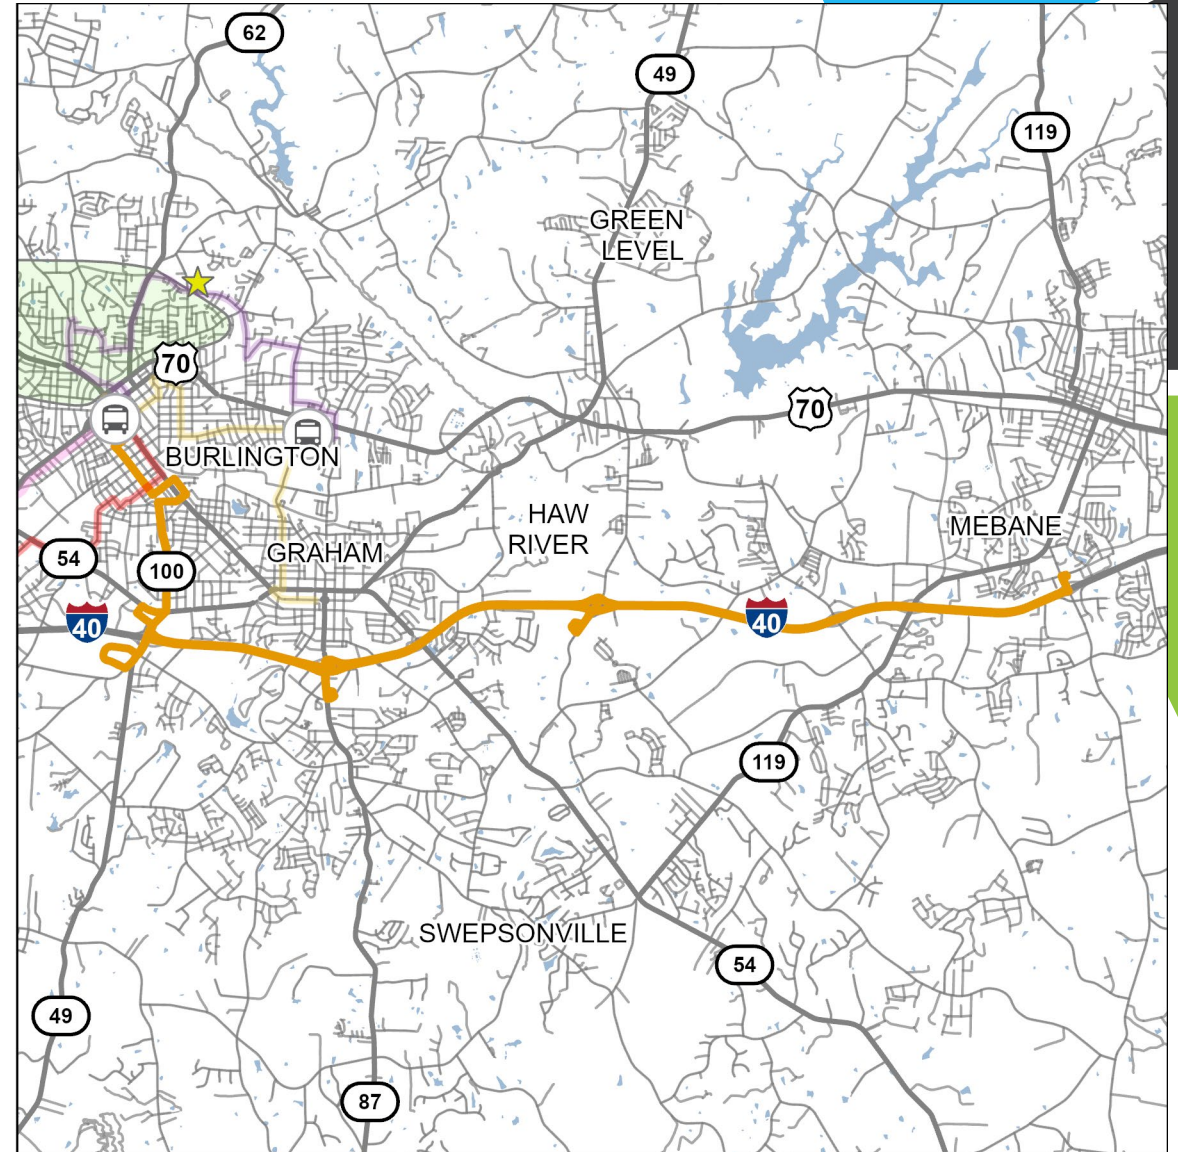 62
49
119
GREEN
LEVEL
70
70
BURLINGTON
HAW
RIVER
MEBANE
54
GRAHAM
100
40
40
119
SWEPSONVILLE
54
49
87